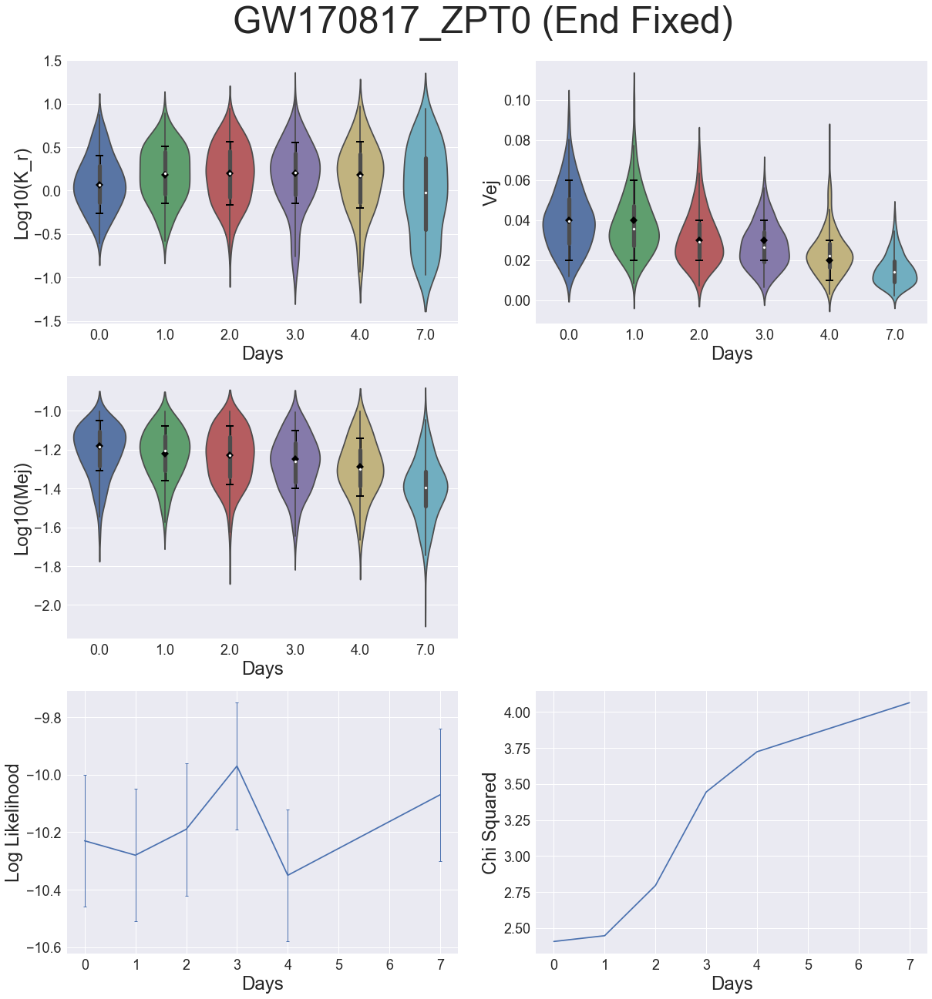 GW170817_ZPT0 (End Fixed)
1.5
1.0
0.5
0.0
−0.5
−1.0
−1.5
Log10(K_r)
0.0 1.0 2.0 3.0 4.0 7.0
Days
0.10
0.08
0.06
0.04
0.02
0.00
Vej
0.0 1.0 2.0 3.0 4.0 7.0
Days
−1.0
−1.2
−1.4
−1.6
−1.8
−2.0
Log10(Mej)
0.0 1.0 2.0 3.0 4.0 7.0
Days
−9.8
−10.0
−10.2
−10.4
−10.6
Log Likelihood
0 1 2 3 4 5 6 7
Days
4.00
3.75
3.50
3.25
3.00
2.75
2.50
Chi Squared
0 1 2 3 4 5 6 7
Days